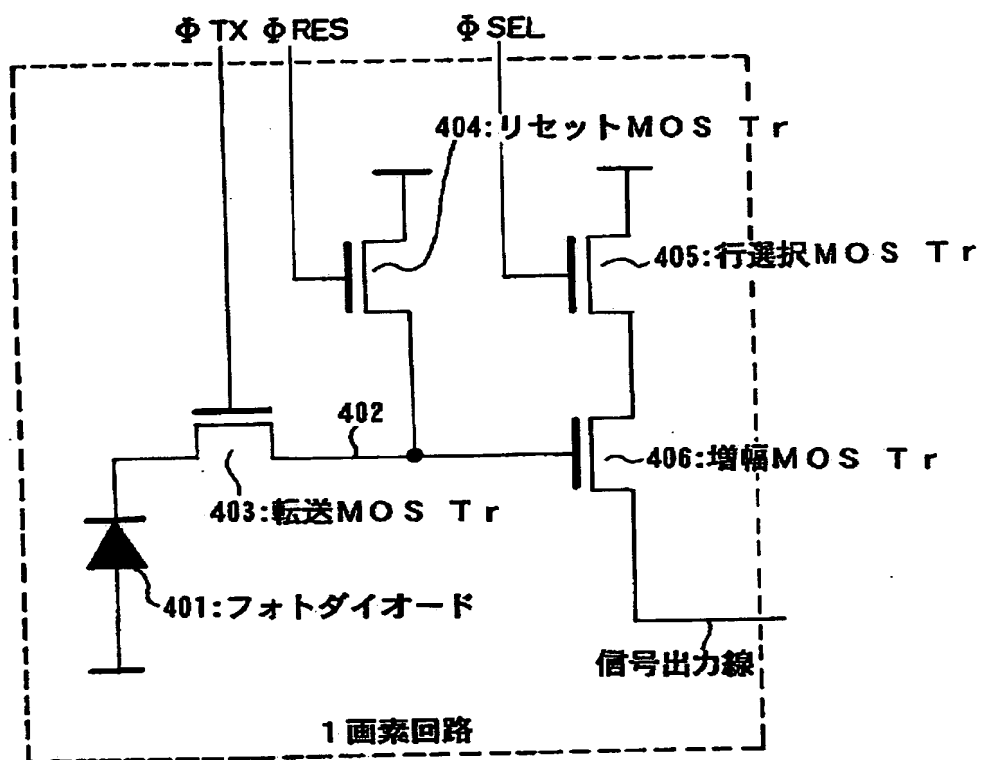 Φ TX Φ RES Φ SEL
404:リセットMOS Tr
405:行選択MOS Tr
402
406:増幅MOS Tr
403:転送MOS Tr
401:フォトダイオード
信号出力線
1画素回路